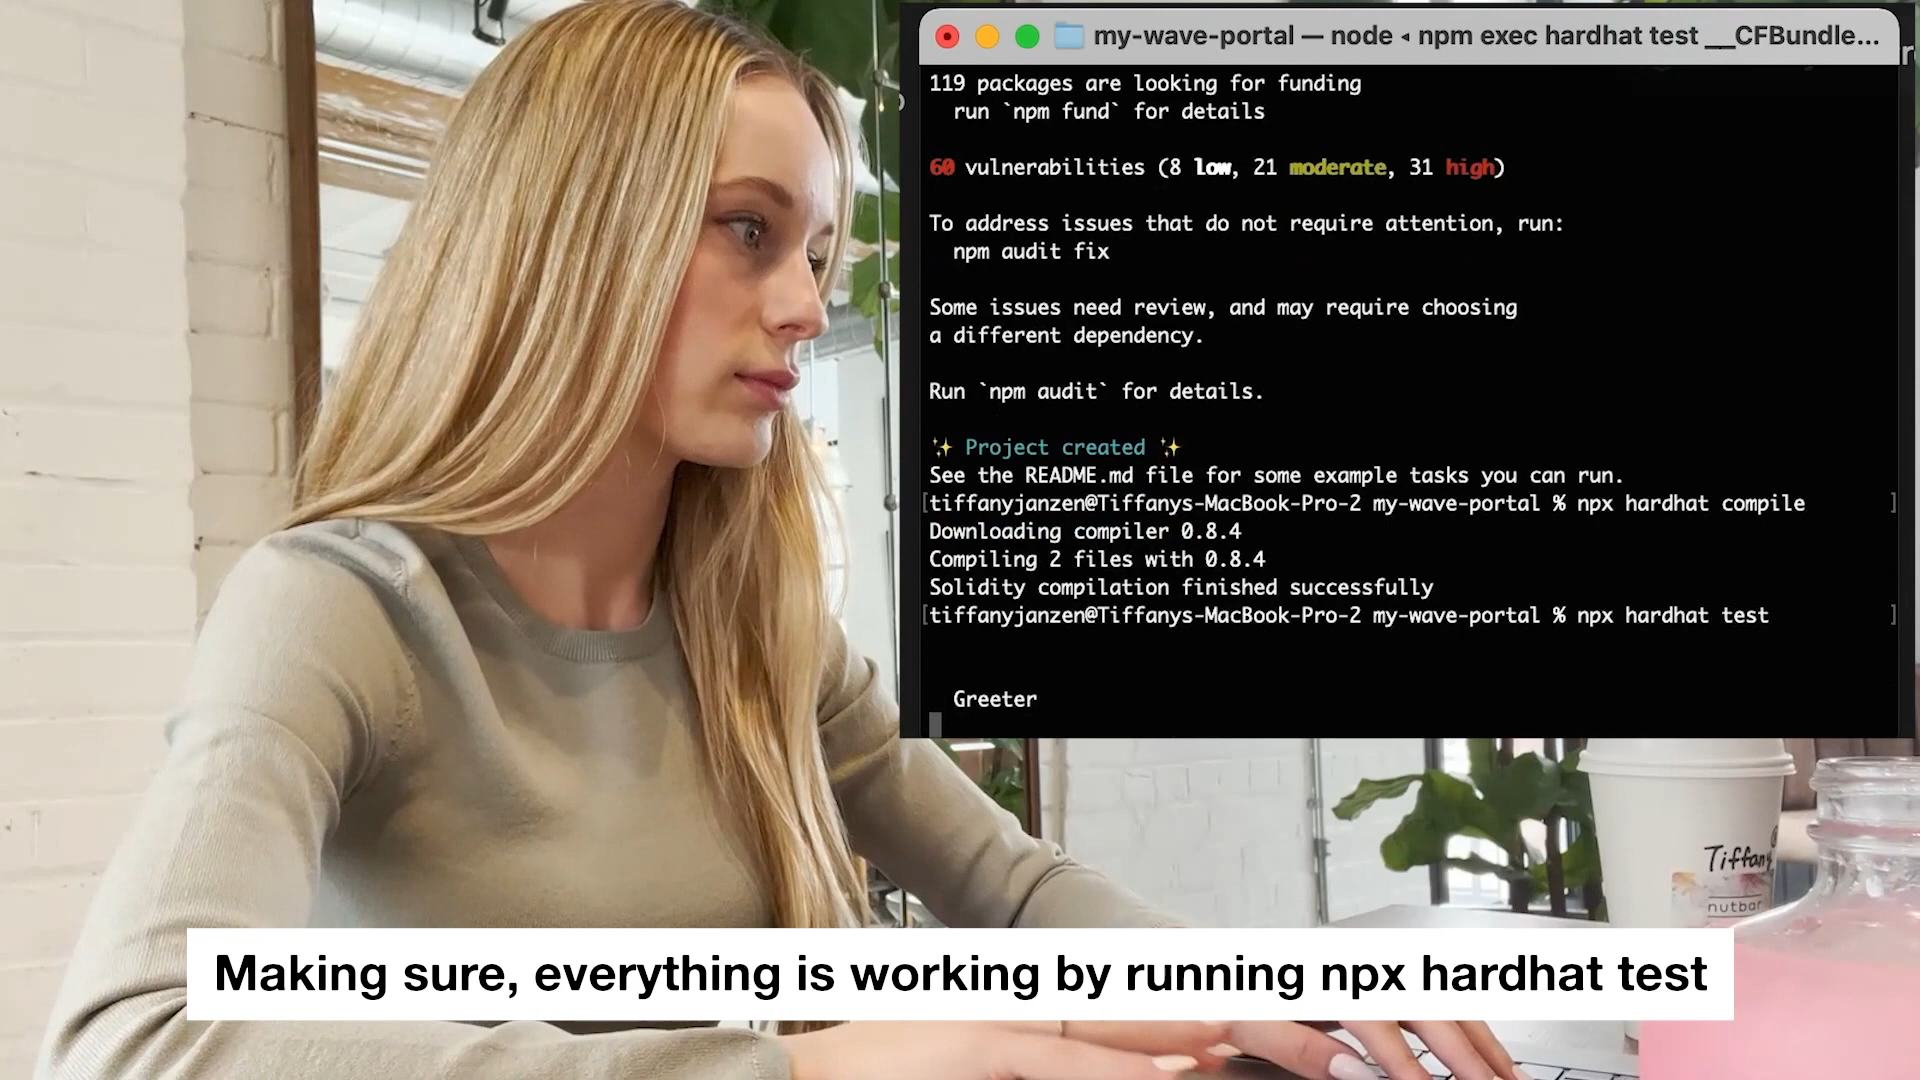 my-wave-portal — node ◂ npm exec hardhat test __CFBundle...
119 packages are looking for funding
run `npm fund` for details
60 vulnerabilities (8 low, 21 moderate, 31 high)
To address issues that do not require attention, run:
npm audit fix
Some issues need review, and may require choosing
a different dependency.
Run `npm audit` for details.
✨ Project created ✨
See the README.md file for some example tasks you can run.
[tiffanyjanzen@Tiffanys-MacBook-Pro-2 my-wave-portal % npx hardhat compile ]
Downloading compiler 0.8.4
Compiling 2 files with 0.8.4
Solidity compilation finished successfully
[tiffanyjanzen@Tiffanys-MacBook-Pro-2 my-wave-portal % npx hardhat test ]
Greeter
Tiffany
nutbar
Making sure, everything is working by running npx hardhat test